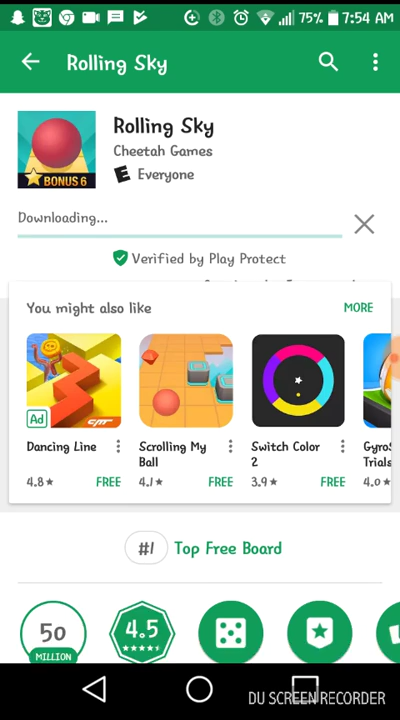 75% 7:54 AM
Rolling Sky
BONUS 6
Rolling Sky
Cheetah Games
E Everyone
Downloading...
Verified by Play Protect
You might also like MORE
Ad
Dancing Line
4.8★ FREE
Scrolling My Ball
4.1★ FREE
Switch Color 2
3.9★ FREE
GyroS
Trials
4.0★
#1 Top Free Board
50 MILLION
4.5
DU SCREEN RECORDER